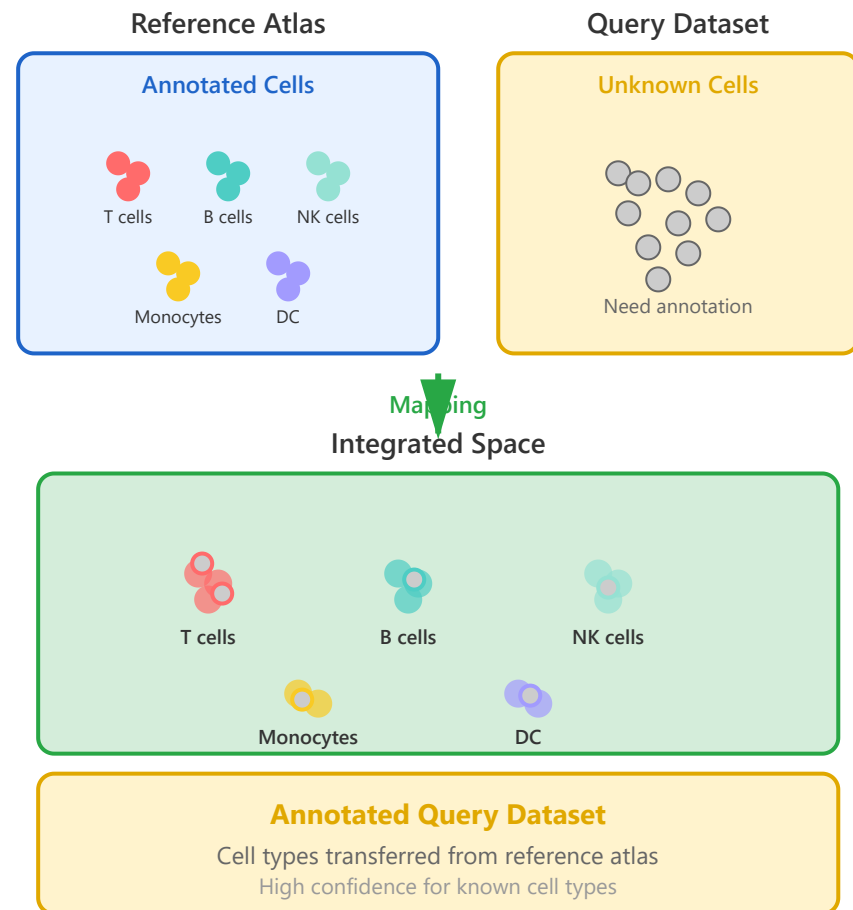 Reference Atlas
Query Dataset
Annotated Cells
Unknown Cells
T cells
B cells
NK cells
Monocytes
DC
Need annotation
Mapping
Integrated Space
T cells
B cells
NK cells
Monocytes
DC
Annotated Query Dataset
Cell types transferred from reference atlas
High confidence for known cell types